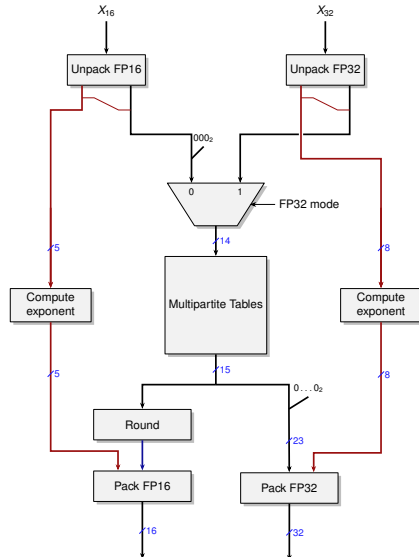 X16 X32
Unpack FP16 Unpack FP32
000₂
0 1
FP32 mode
14
5 8
Multipartite Tables
Compute
exponent
Compute
exponent
15
5 8
0...0₂
Round
23
Pack FP16 Pack FP32
16 32